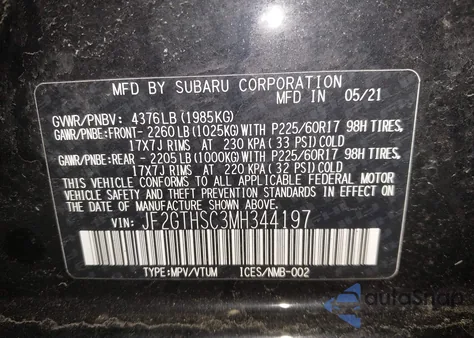 MFD BY SUBARU CORPORATION
GVWR/PNBV: 4376LB (1985KG) MFD IN 05/21
GAWR/PNBE:FRONT- 2260 LB (1025KG) WITH P225/60R17 98H TIRES,
17X7J RIMS AT 230 KPA ( 33 PSI) COLD
GAWR/PNBE:REAR - 2205 LB (1000KG) WITH P225/60R17 98H TIRES,
17X7J RIMS AT 220 KPA ( 32 PSI) COLD
THIS VEHICLE CONFORMS TO ALL APPLICABLE FEDERAL MOTOR
VEHICLE SAFETY AND THEFT PREVENTION STANDARDS IN EFFECT ON
THE DATE OF MANUFACTURE SHOWN ABOVE.
VIN: JF2GTHSC3MH344197
TYPE:MPV/VTUM ICES/NMB-002
autosnap